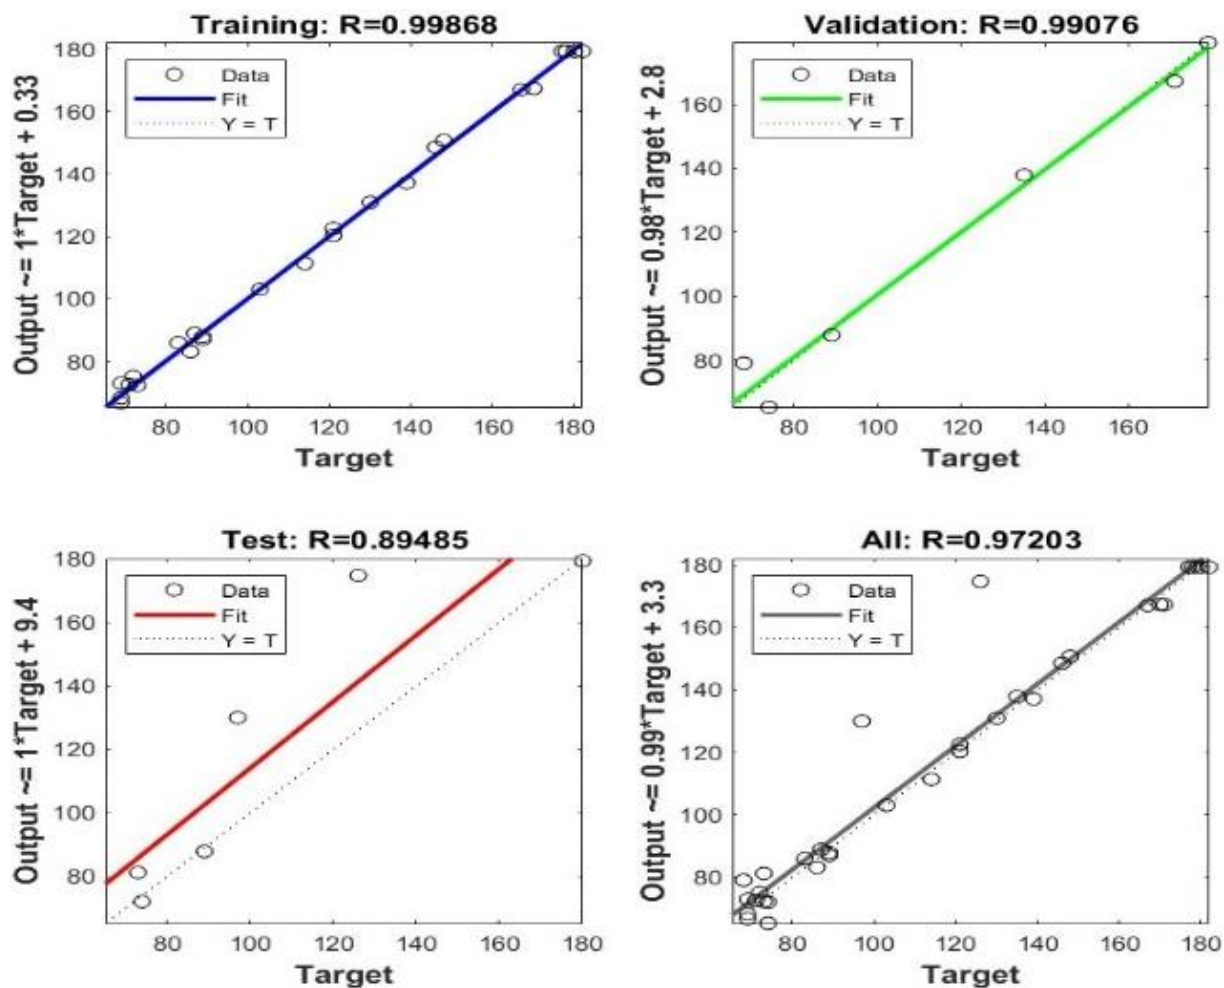 Training: R=0.99868
Output ~= 1*Target + 0.33
180
160
140
120
100
80
Data
Fit
Y = T
80 100 120 140 160 180
Target
Validation: R=0.99076
Output ~= 0.98*Target + 2.8
160
140
120
100
80
Data
Fit
Y = T
80 100 120 140 160
Target
Test: R=0.89485
Output ~= 1*Target + 9.4
180
160
140
120
100
80
Data
Fit
Y = T
80 100 120 140 160 180
Target
All: R=0.97203
Output ~= 0.99*Target + 3.3
180
160
140
120
100
80
Data
Fit
Y = T
80 100 120 140 160 180
Target